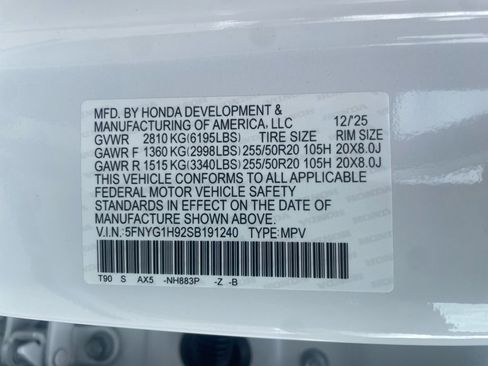 MFD. BY HONDA DEVELOPMENT &
MANUFACTURING OF AMERICA, LLC 12/'25
GVWR 2810 KG(6195LBS) TIRE SIZE RIM SIZE
GAWR F 1360 KG(2998LBS) 255/50R20 105H 20X8.0J
GAWR R 1515 KG(3340LBS) 255/50R20 105H 20X8.0J
THIS VEHICLE CONFORMS TO ALL APPLICABLE
FEDERAL MOTOR VEHICLE SAFETY
STANDARDS IN EFFECT ON THE DATE OF
MANUFACTURE SHOWN ABOVE.
V.I.N.: 5FNYG1H92SB191240 TYPE: MPV
T90 S AX5 -NH883P -Z -B